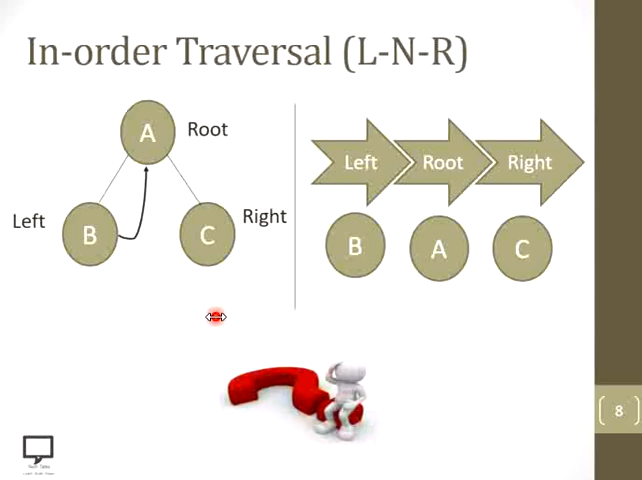 In-order Traversal (L-N-R)
A
Root
Left
B
C
Right
Left
Root
Right
B
A
C
8